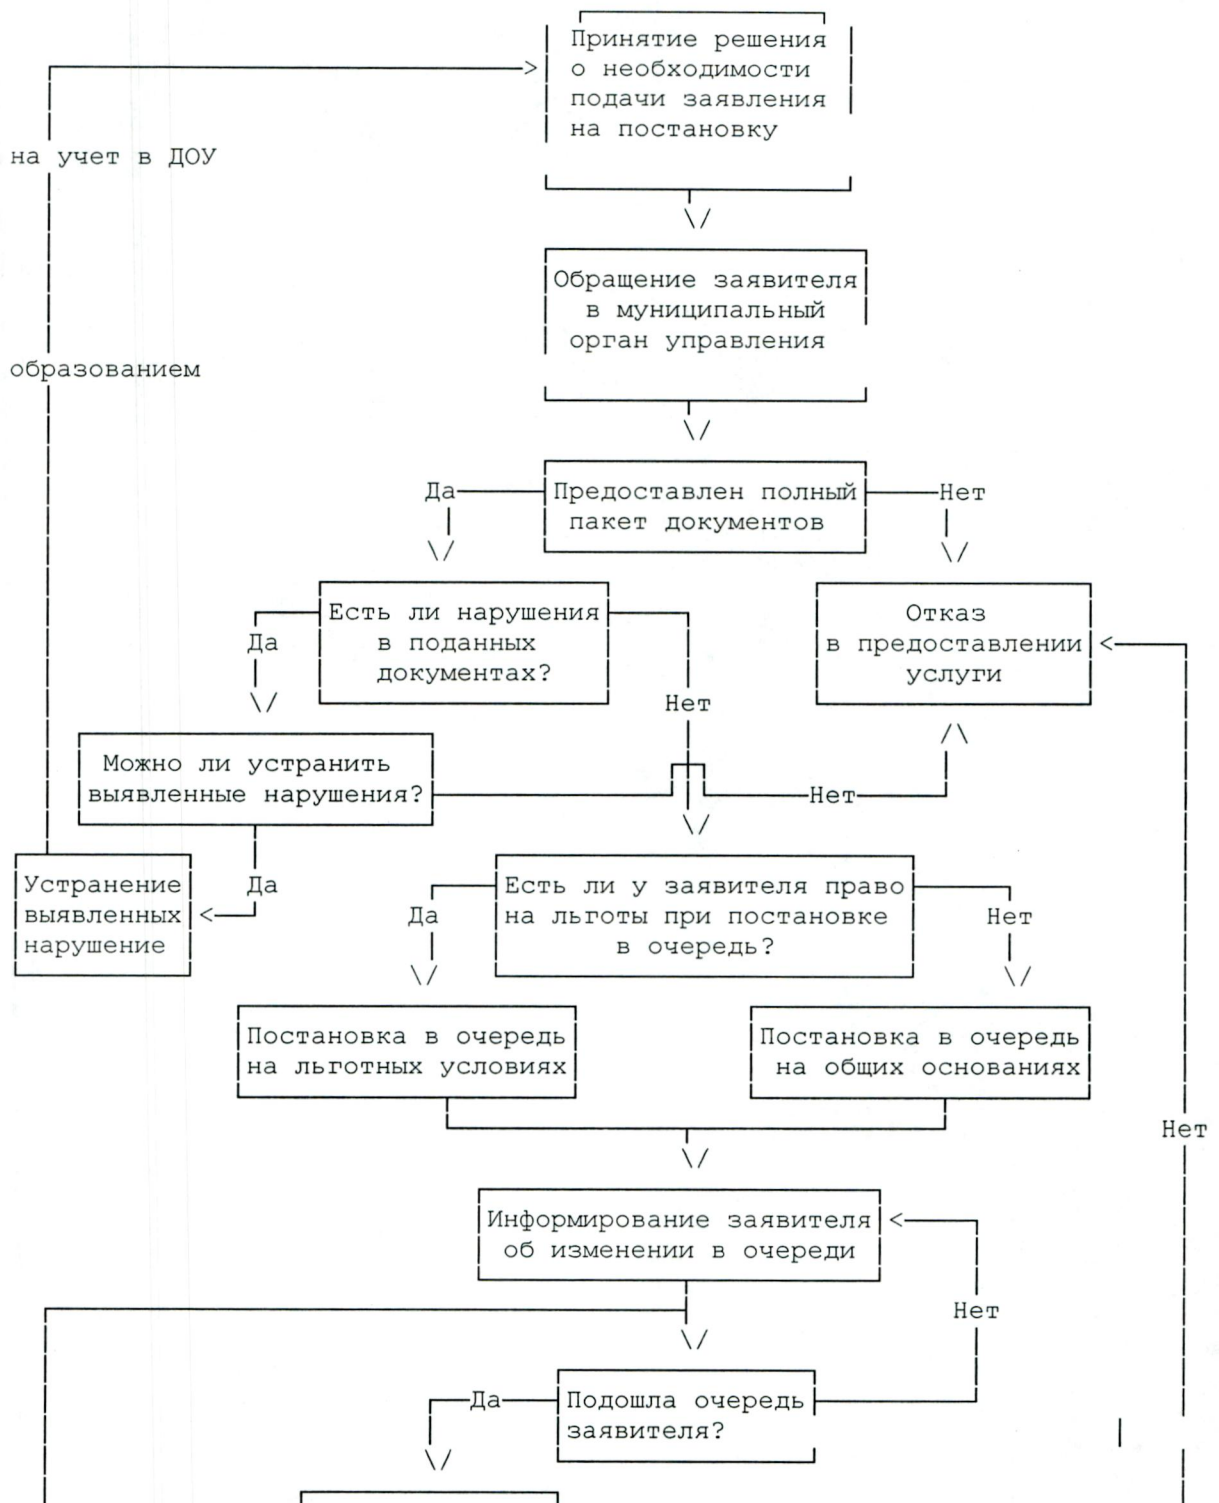 Принятие решения
о необходимости
подачи заявления
на постановку
на учет в ДОУ
Обращение заявителя
в муниципальный
орган управления
образованием
Да
Предоставлен полный
пакет документов
Нет
Есть ли нарушения
в поданных
документах?
Да
Нет
Отказ
в предоставлении
услуги
Можно ли устранить
выявленные нарушения?
Нет
Да
Устранение
выявленных
нарушение
Есть ли у заявителя право
на льготы при постановке
в очередь?
Да
Нет
Постановка в очередь
на льготных условиях
Постановка в очередь
на общих основаниях
Нет
Информирование заявителя
об изменении в очереди
Нет
Да
Подошла очередь
заявителя?